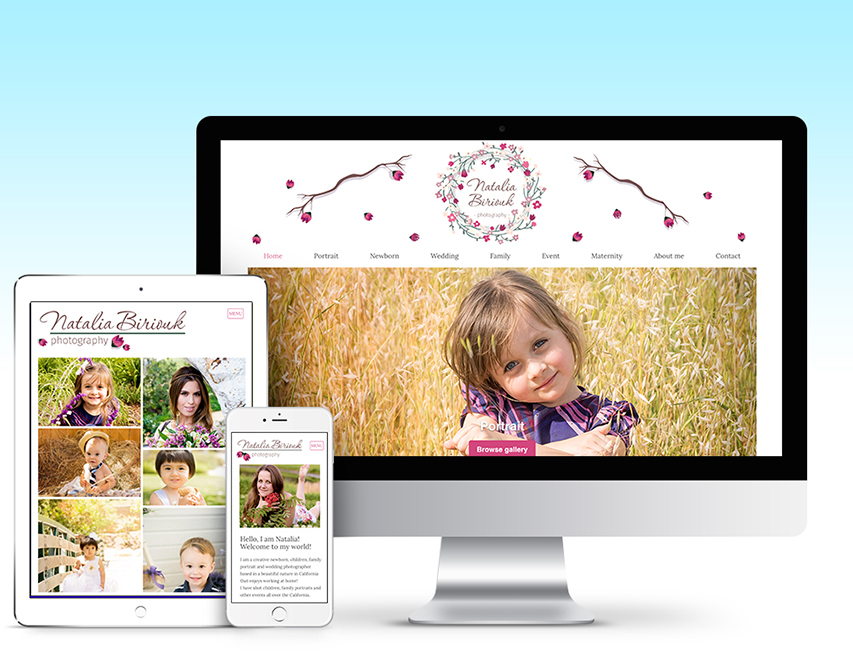 Natalia
Biriouk
photography
Home Portrait Newborn Wedding Family Event Maternity About me Contact
Portrait
Browse gallery
Natalia Biriouk
photography
MENU
Natalia Biriouk
photography
MENU
Hello, I am Natalia!
Welcome to my world!
I am a creative newborn, children, family
portrait and wedding photographer
based in a beautiful nature in California
that enjoys working at home!
I have shot children, family portraits and
other events all over the California.